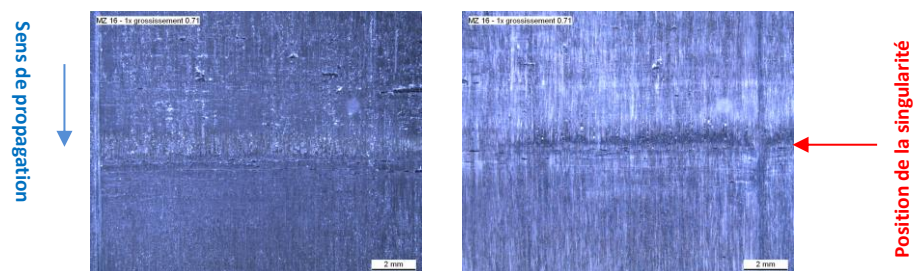 Sens de propagation
MZ 16 - 1x grossissement 0.71
2 mm
MZ 16 - 1x grossissement 0.71
2 mm
Position de la singularité